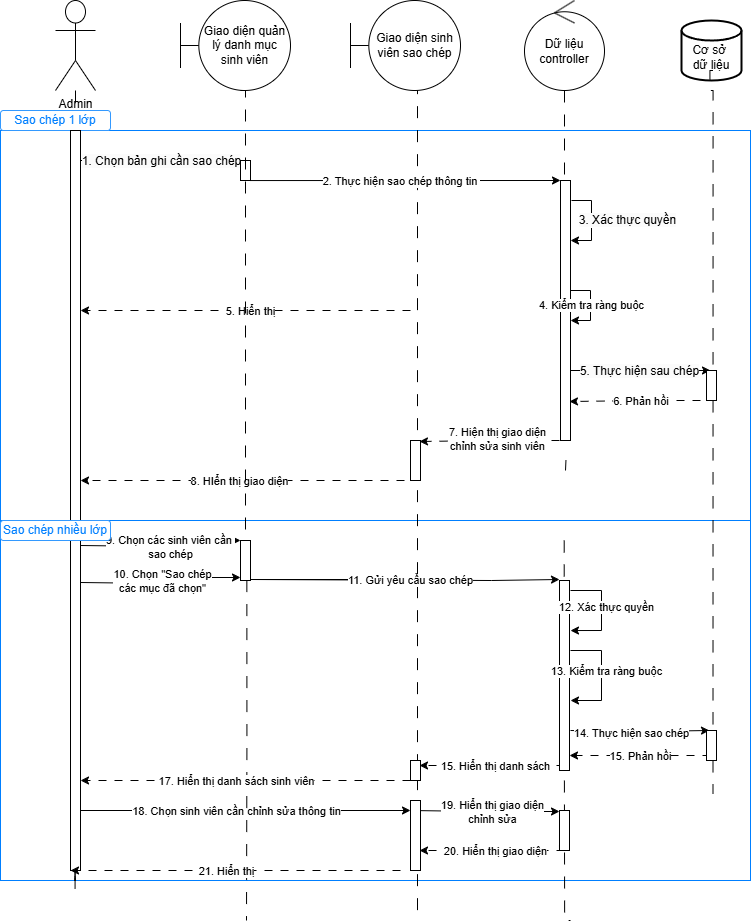 Giao diện quản
lý danh mục
sinh viên
Giao diện sinh
viên sao chép
Dữ liệu
controller
Cơ sở
dữ liệu
Admin
Sao chép 1 lớp
1. Chọn bản ghi cần sao chép
2. Thực hiện sao chép thông tin
3. Xác thực quyền
4. Kiểm tra ràng buộc
5. Hiển thị
5. Thực hiện sau chép
6. Phản hồi
7. Hiện thị giao diện
chỉnh sửa sinh viên
8. HIển thị giao diện
Sao chép nhiều lớp
9. Chọn các sinh viên cần
sao chép
10. Chọn "Sao chép
các mục đã chọn"
11. Gửi yêu cầu sao chép
12. Xác thực quyền
13. Kiểm tra ràng buộc
14. Thực hiện sao chép
15. Phản hồi
15. Hiển thị danh sách
17. Hiển thị danh sách sinh viên
18. Chọn sinh viên cần chỉnh sửa thông tin
19. Hiển thị giao diện
chỉnh sửa
20. Hiển thị giao diện
21. Hiển thị